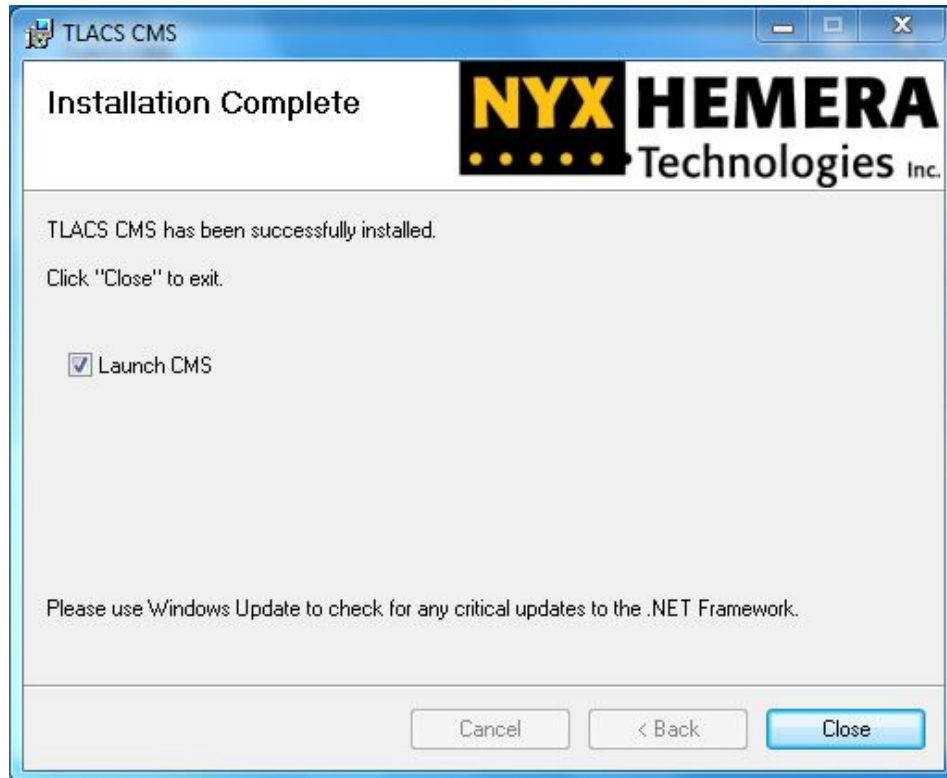 TLACS CMS
Installation Complete
NYX HEMERA
Technologies Inc.
TLACS CMS has been successfully installed.
Click "Close" to exit.
Launch CMS
Please use Windows Update to check for any critical updates to the .NET Framework.
Cancel
< Back
Close